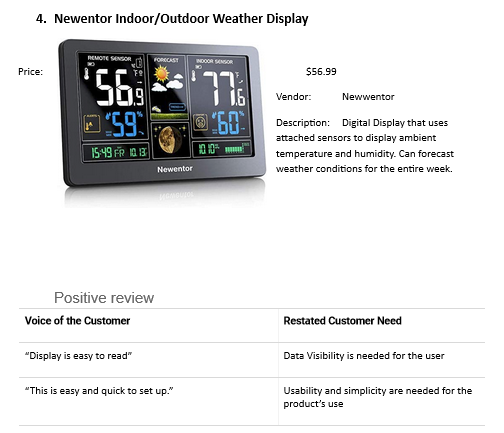 4. Newentor Indoor/Outdoor Weather Display
Price:
$56.99
REMOTE SENSOR
FORECAST
INDOOR SENSOR
56.9
°F
77.6
°F
59%
60%
15:49 FR 10.13
10:10
Newentor
Vendor: Newwentor
Description: Digital Display that uses
attached sensors to display ambient
temperature and humidity. Can forecast
weather conditions for the entire week.
Positive review
Voice of the Customer
Restated Customer Need
“Display is easy to read”
Data Visibility is needed for the user
“This is easy and quick to set up.”
Usability and simplicity are needed for the
product’s use